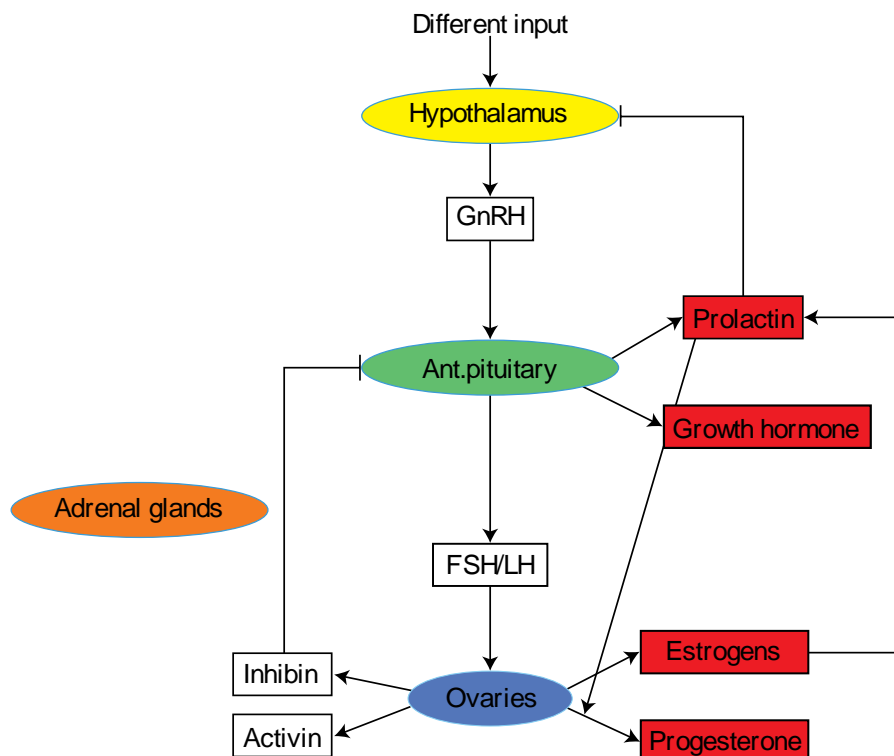 Different input
Hypothalamus
GnRH
Prolactin
Ant.pituitary
Growth hormone
Adrenal glands
FSH/LH
Estrogens
Inhibin
Ovaries
Activin
Progesterone